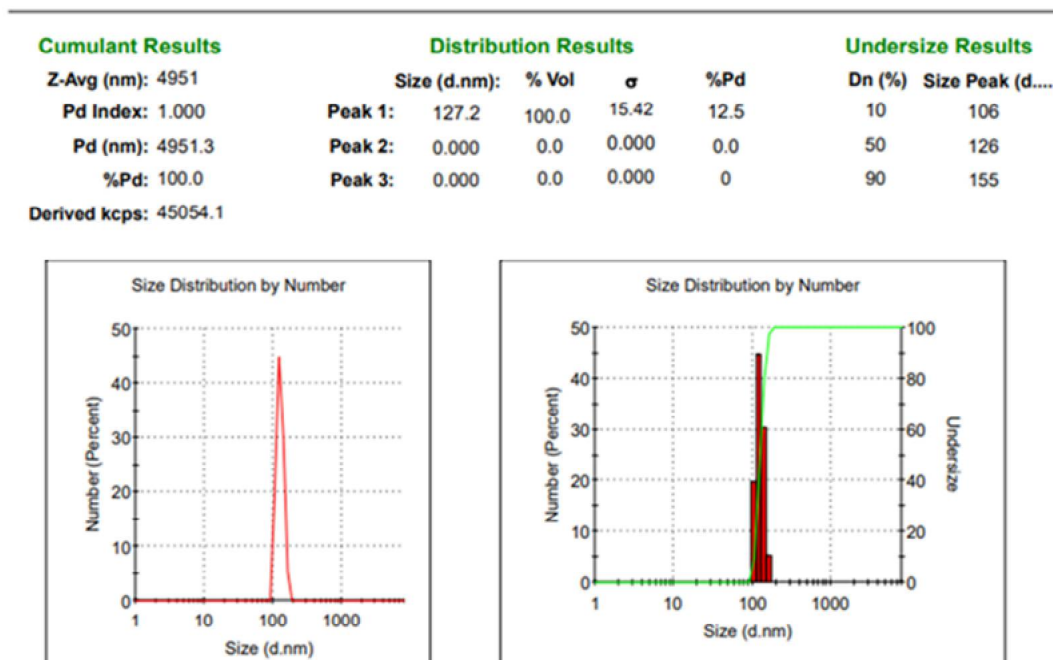 Cumulant Results
Z-Avg (nm): 4951
Pd Index: 1.000
Pd (nm): 4951.3
%Pd: 100.0
Derived kcps: 45054.1
Distribution Results
Size (d.nm): % Vol σ %Pd
Peak 1: 127.2 100.0 15.42 12.5
Peak 2: 0.000 0.0 0.000 0.0
Peak 3: 0.000 0.0 0.000 0
Undersize Results
Dn (%) Size Peak (d....
10 106
50 126
90 155
Size Distribution by Number
50
40
30
20
10
0
Number (Percent)
1 10 100 1000
Size (d.nm)
Size Distribution by Number
50 100
40 80
30 60
20 40
10 20
0 0
Number (Percent)
Undersize
1 10 100 1000
Size (d.nm)